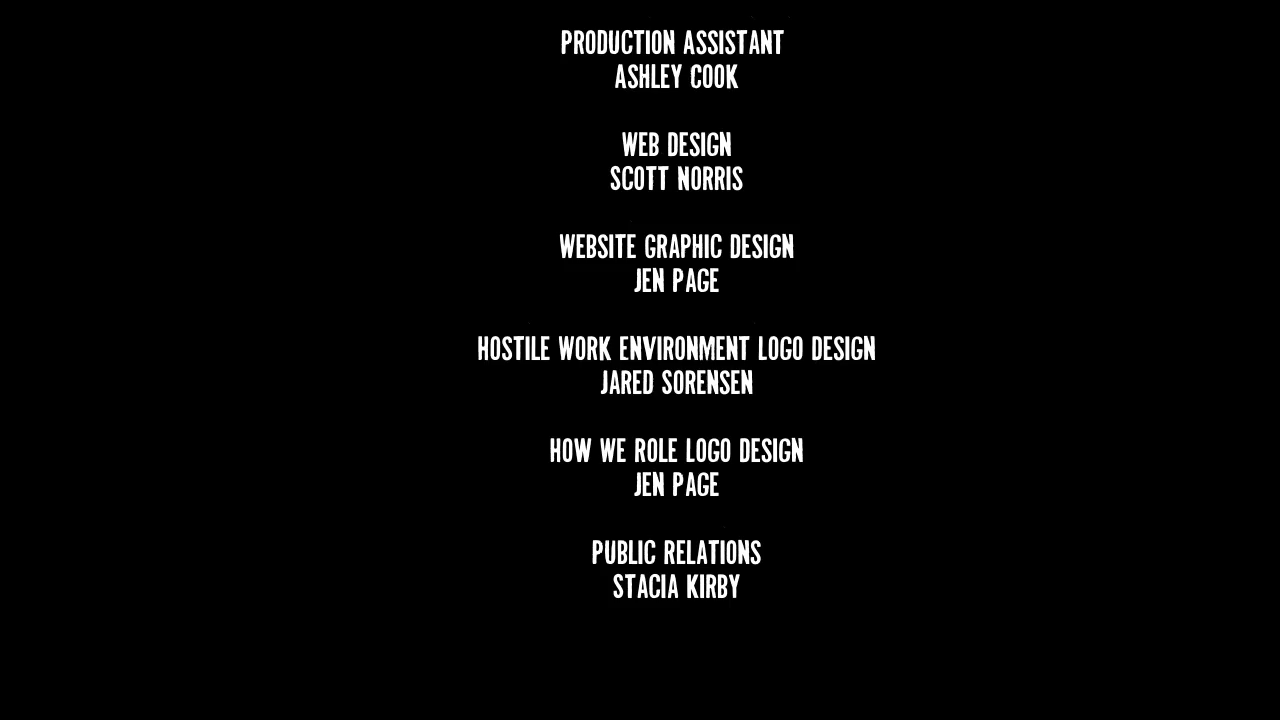 PRODUCTION ASSISTANT
ASHLEY COOK
WEB DESIGN
SCOTT NORRIS
WEBSITE GRAPHIC DESIGN
JEN PAGE
HOSTILE WORK ENVIRONMENT LOGO DESIGN
JARED SORENSEN
HOW WE ROLE LOGO DESIGN
JEN PAGE
PUBLIC RELATIONS
STACIA KIRBY